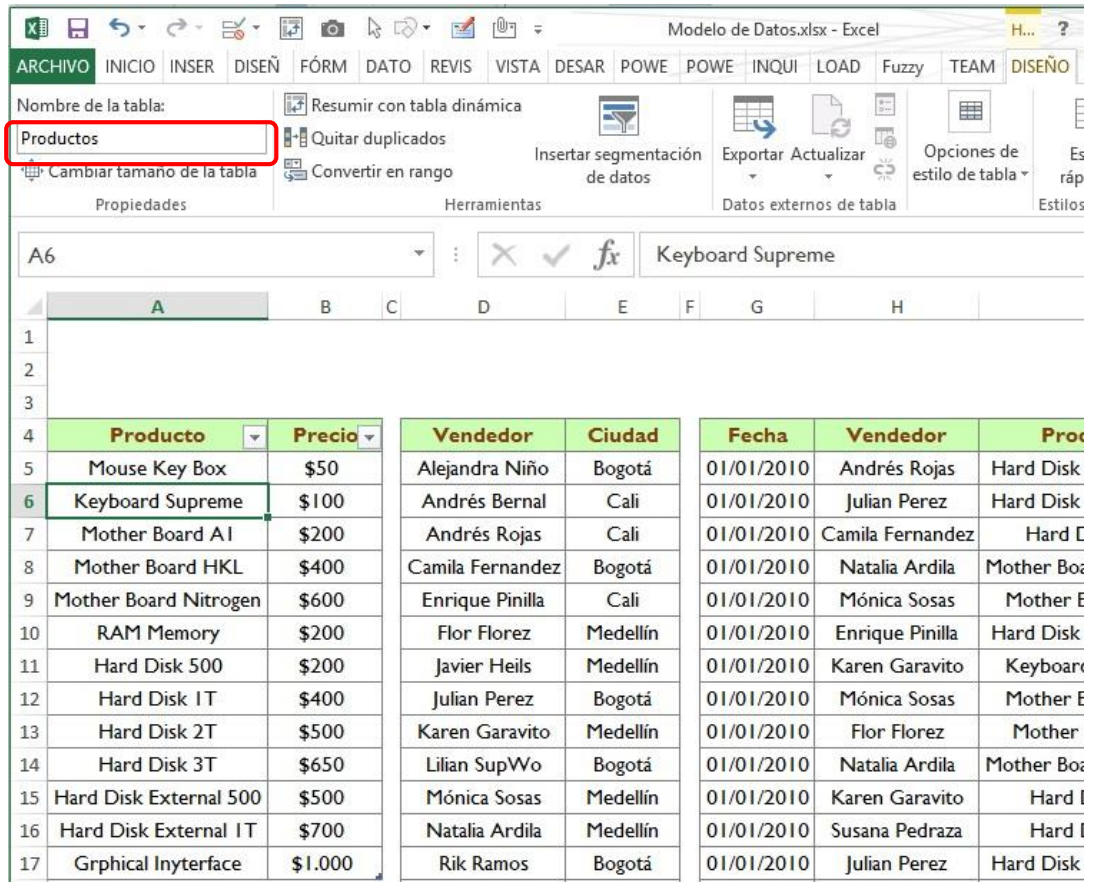 Modelo de Datos.xlsx - Excel H... ?
ARCHIVO INICIO INSER DISEÑ FÓRM DATO REVIS VISTA DESAR POWE POWE INQUI LOAD Fuzzy TEAM DISEÑO
Nombre de la tabla:
Productos
Cambiar tamaño de la tabla
Propiedades
Resumir con tabla dinámica
Quitar duplicados
Convertir en rango
Insertar segmentación
de datos
Herramientas
Exportar Actualizar
Datos externos de tabla
Opciones de
estilo de tabla
Es
ráp
Estilos
A6 fx Keyboard Supreme
A B C D E F G H
1
2
3
4 Producto Precio Vendedor Ciudad Fecha Vendedor Proc
5 Mouse Key Box $50 Alejandra Niño Bogotá 01/01/2010 Andrés Rojas Hard Disk
6 Keyboard Supreme $100 Andrés Bernal Cali 01/01/2010 Julian Perez Hard Disk
7 Mother Board A1 $200 Andrés Rojas Cali 01/01/2010 Camila Fernandez Hard D
8 Mother Board HKL $400 Camila Fernandez Bogotá 01/01/2010 Natalia Ardila Mother Boa
9 Mother Board Nitrogen $600 Enrique Pinilla Cali 01/01/2010 Mónica Sosas Mother B
10 RAM Memory $200 Flor Florez Medellín 01/01/2010 Enrique Pinilla Hard Disk
11 Hard Disk 500 $200 Javier Heils Medellín 01/01/2010 Karen Garavito Keyboard
12 Hard Disk 1T $400 Julian Perez Bogotá 01/01/2010 Mónica Sosas Mother B
13 Hard Disk 2T $500 Karen Garavito Medellín 01/01/2010 Flor Florez Mother
14 Hard Disk 3T $650 Lilian SupWo Bogotá 01/01/2010 Natalia Ardila Mother Boa
15 Hard Disk External 500 $500 Mónica Sosas Medellín 01/01/2010 Karen Garavito Hard D
16 Hard Disk External 1T $700 Natalia Ardila Medellín 01/01/2010 Susana Pedraza Hard D
17 Grphical Inyterface $1.000 Rik Ramos Bogotá 01/01/2010 Julian Perez Hard Disk